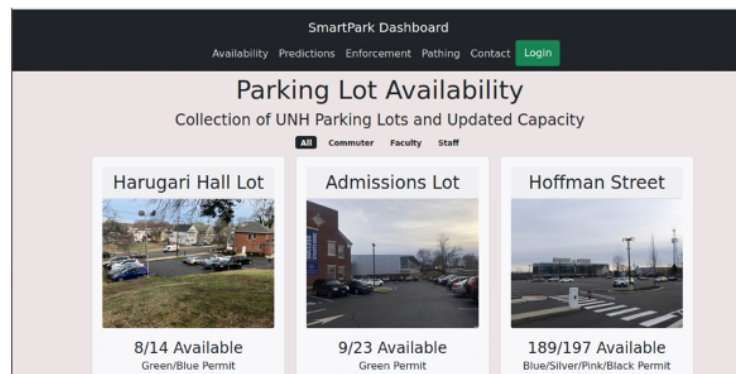 SmartPark Dashboard
Availability Predictions Enforcement Pathing Contact Login
Parking Lot Availability
Collection of UNH Parking Lots and Updated Capacity
All Commuter Faculty Staff
Harugari Hall Lot
Admissions Lot
Hoffman Street
8/14 Available
Green/Blue Permit
9/23 Available
Green Permit
189/197 Available
Blue/Silver/Pink/Black Permit